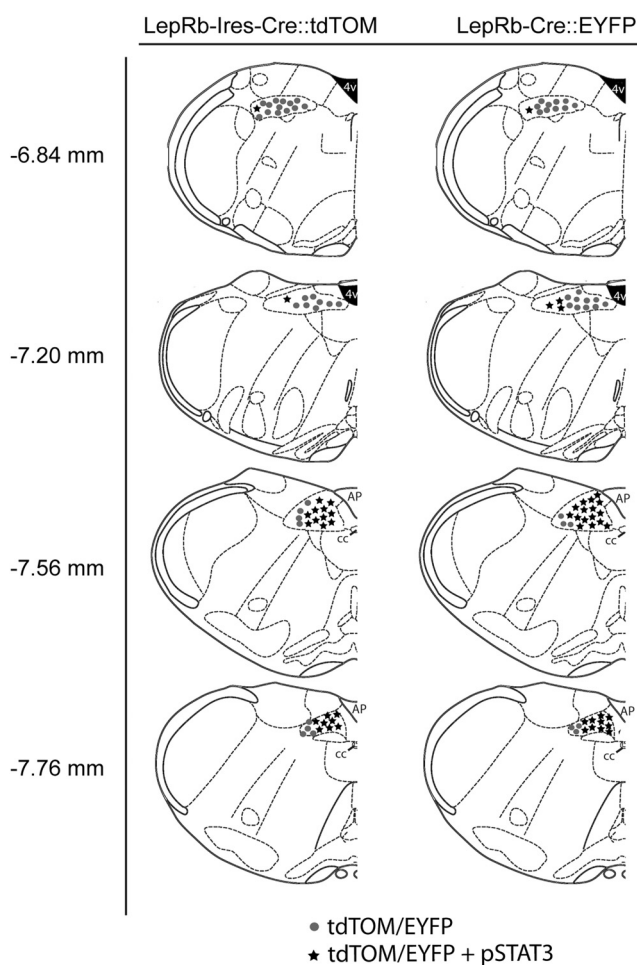 LepRb-Ires-Cre::tdTOM LepRb-Cre::EYFP
-6.84 mm 4v 4v
-7.20 mm 4v 4v
AP AP
-7.56 mm cc cc
AP AP
-7.76 mm cc cc
tdTOM/EYFP
tdTOM/EYFP + pSTAT3